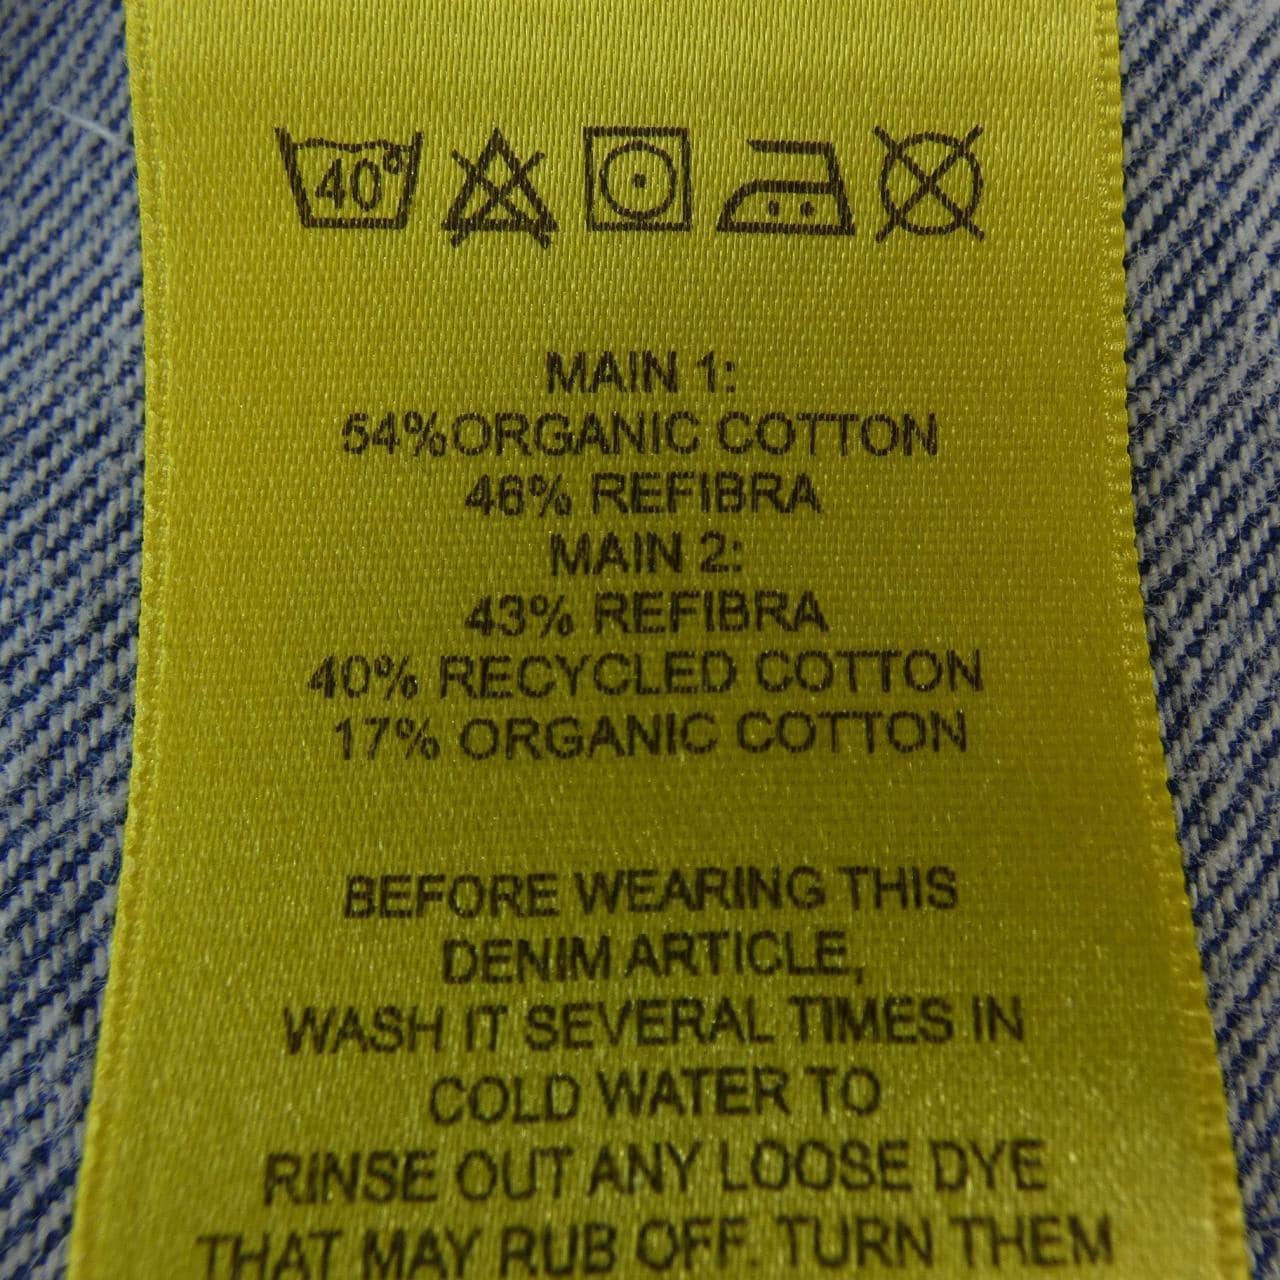 40°
MAIN 1:
54%ORGANIC COTTON
46% REFIBRA
MAIN 2:
43% REFIBRA
40% RECYCLED COTTON
17% ORGANIC COTTON
BEFORE WEARING THIS
DENIM ARTICLE,
WASH IT SEVERAL TIMES IN
COLD WATER TO
RINSE OUT ANY LOOSE DYE
THAT MAY RUB OFF. TURN THEM